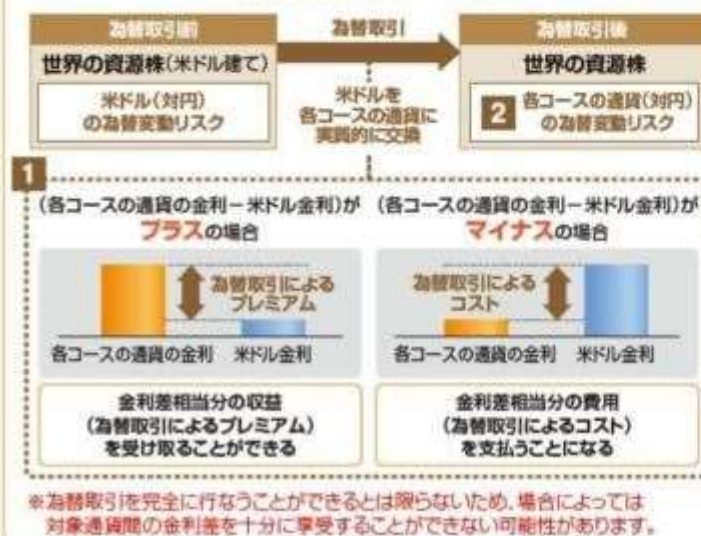 為替取引前
為替取引
為替取引後
世界の資源株(米ドル建て)
世界の資源株
米ドル(対円)
の為替変動リスク
米ドルを
各コースの通貨に
実質的に交換
2 各コースの通貨(対円)
の為替変動リスク
1
(各コースの通貨の金利－米ドル金利)が
プラスの場合
(各コースの通貨の金利－米ドル金利)が
マイナスの場合
為替取引による
プレミアム
為替取引による
コスト
各コースの通貨の金利 米ドル金利
各コースの通貨の金利 米ドル金利
金利差相当分の収益
(為替取引によるプレミアム)
を受け取ることができる
金利差相当分の費用
(為替取引によるコスト)
を支払うことになる
※為替取引を完全に行なうことができるとは限らないため、場合によっては
対象通貨間の金利差を十分に享受することができない可能性があります。